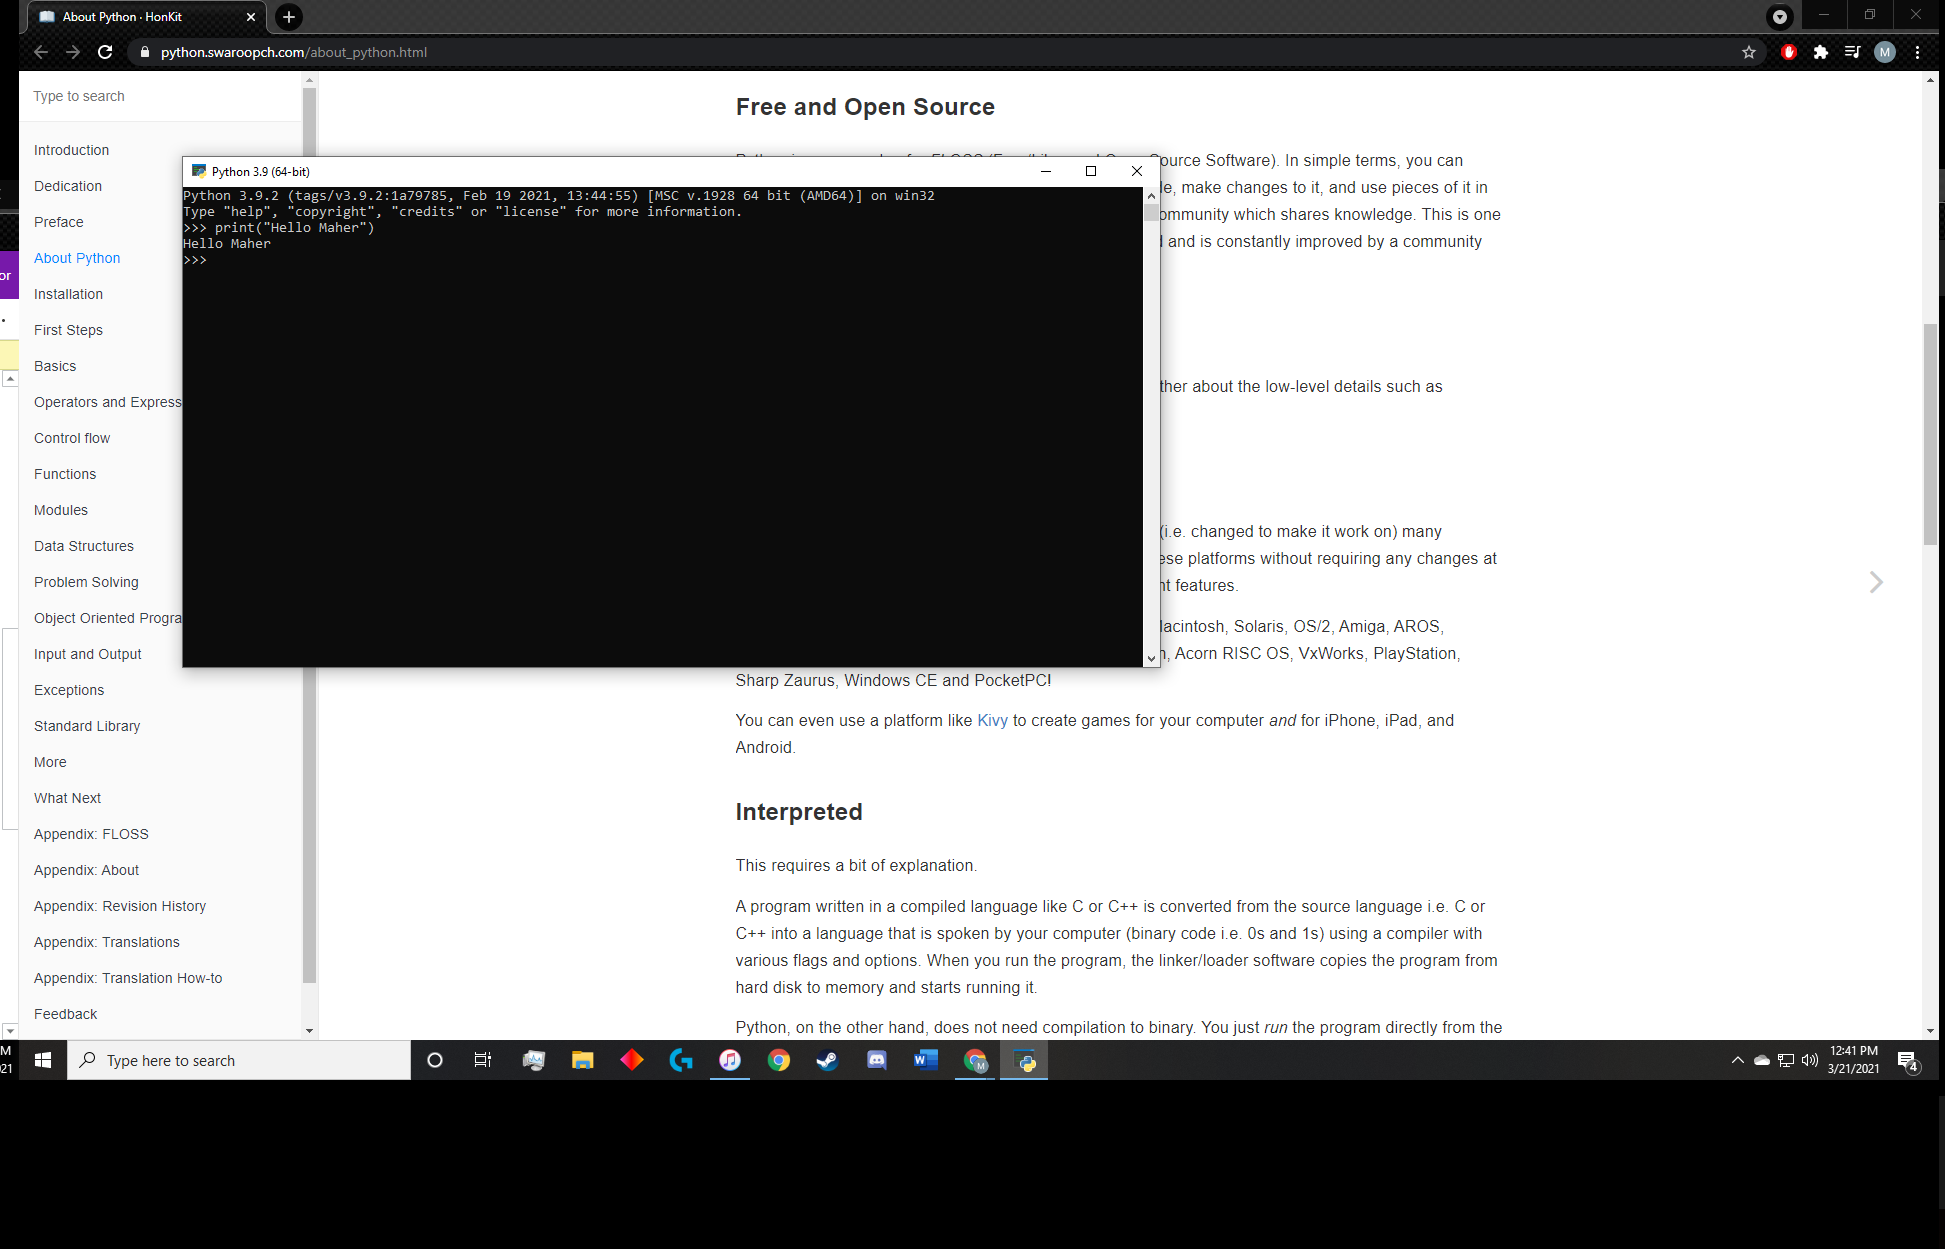 About Python · HonKit
python.swaroopch.com/about_python.html
M
Type to search
Introduction
Dedication
Preface
About Python
Installation
First Steps
Basics
Operators and Express
Control flow
Functions
Modules
Data Structures
Problem Solving
Object Oriented Progra
Input and Output
Exceptions
Standard Library
More
What Next
Appendix: FLOSS
Appendix: About
Appendix: Revision History
Appendix: Translations
Appendix: Translation How-to
Feedback
or
Python 3.9 (64-bit)
Python 3.9.2 (tags/v3.9.2:1a79785, Feb 19 2021, 13:44:55) [MSC v.1928 64 bit (AMD64)] on win32
Type "help", "copyright", "credits" or "license" for more information.
>>> print("Hello Maher")
Hello Maher
>>>
Free and Open Source
ource Software). In simple terms, you can
le, make changes to it, and use pieces of it in
ommunity which shares knowledge. This is one
d and is constantly improved by a community
ther about the low-level details such as
(i.e. changed to make it work on) many
ese platforms without requiring any changes at
nt features.
acintosh, Solaris, OS/2, Amiga, AROS,
n, Acorn RISC OS, VxWorks, PlayStation,
Sharp Zaurus, Windows CE and PocketPC!
You can even use a platform like Kivy to create games for your computer and for iPhone, iPad, and
Android.
Interpreted
This requires a bit of explanation.
A program written in a compiled language like C or C++ is converted from the source language i.e. C or
C++ into a language that is spoken by your computer (binary code i.e. 0s and 1s) using a compiler with
various flags and options. When you run the program, the linker/loader software copies the program from
hard disk to memory and starts running it.
Python, on the other hand, does not need compilation to binary. You just run the program directly from the
M
21
Type here to search
W
M
12:41 PM
3/21/2021
4